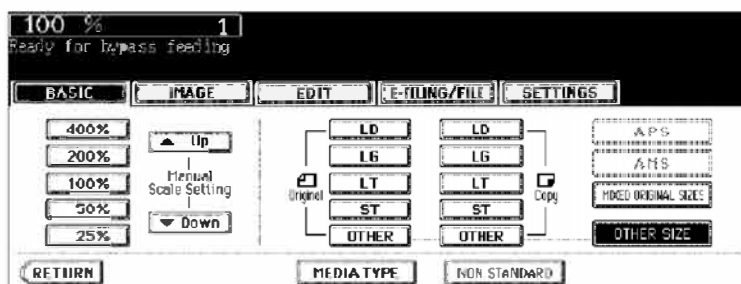 100 % 1
Ready for bypass feeding
BASIC IMAGE EDIT E-FILING/FILE SETTINGS
400% Up LD LD APS
200% LG LG AMS
100% Manual Scale Setting Original LT LT Copy MIXED ORIGINAL SIZES
50% Down ST ST
25% OTHER OTHER OTHER SIZE
RETURN MEDIA TYPE NON STANDARD